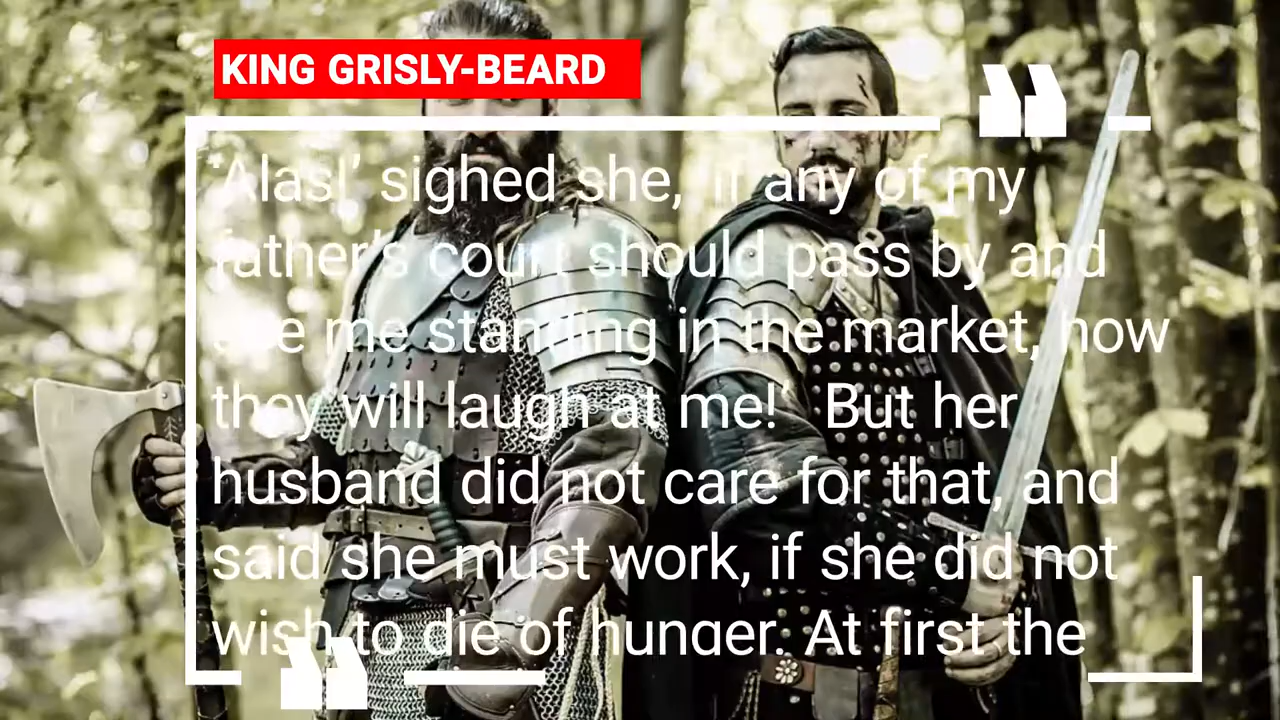 KING GRISLY-BEARD
‘Alas!’ sighed she, ‘if any of my
father’s court should pass by and
see me standing in the market, how
they will laugh at me!’ But her
husband did not care for that, and
said she must work, if she did not
wish to die of hunger. At first the